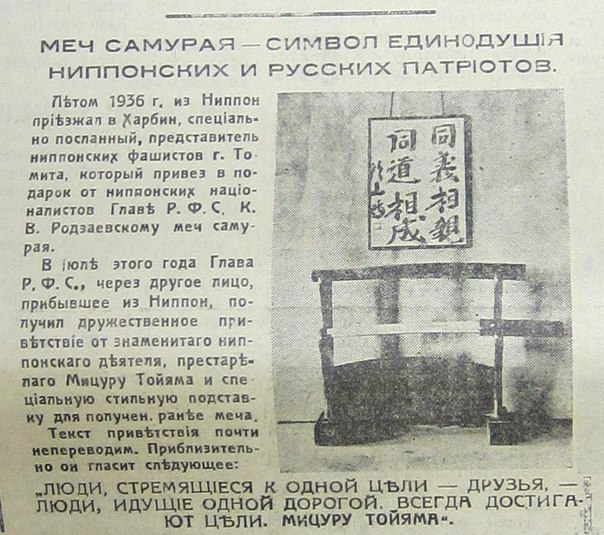 МЕЧ САМУРАЯ — СИМВОЛ ЕДИНОДУШІЯ
НИППОНСКИХ И РУССКИХ ПАТРІОТОВ.
Лѣтом 1936 г. из Ниппон
пріѣзжал в Харбин, спеціаль-
но посланный, представитель
ниппонских фашистов г. То-
мита, который привез в по-
дарок от ниппонских націо-
налистов Главѣ Р. Ф. С. К.
В. Родзаевскому меч саму-
рая.
В іюлѣ этого года Глава
Р. Ф. С., через другое лицо,
прибывшее из Ниппон, по-
лучил дружественное при-
вѣтствіе от знаменитаго нип-
понскаго дѣятеля, престарѣ-
лаго Мицуру Тойяма и спе-
ціальную стильную подстав-
ку для получен. ранѣе меча.
Текст привѣтствія почти
непереводим. Приблизитель-
но он гласит слѣдующее:
同義相親
同道相成
„ЛЮДИ, СТРЕМЯЩІЕСЯ К ОДНОЙ ЦѢЛИ — ДРУЗЬЯ, —
ЛЮДИ, ИДУЩІЕ ОДНОЙ ДОРОГОЙ, ВСЕГДА ДОСТИГА-
ЮТ ЦѢЛИ. МИЦУРУ ТОЙЯМА“.